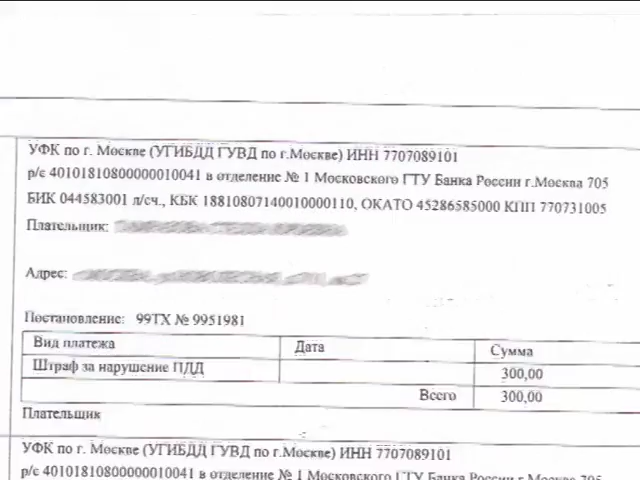 УФК по г. Москве (УГИБДД ГУВД по г.Москве) ИНН 7707089101
р/с 40101810800000010041 в отделение № 1 Московского ГТУ Банка России г.Москва 705
БИК 044583001 л/сч., КБК 18810807140010000110, ОКАТО 45286585000 КПП 770731005
Плательщик:
Адрес:
Постановление: 99ТХ № 9951981
Вид платежа Дата Сумма
Штраф за нарушение ПДД 300,00
Всего 300,00
Плательщик
УФК по г. Москве (УГИБДД ГУВД по г.Москве) ИНН 7707089101
р/с 40101810800000010041 в отделение № 1 Московского ГТУ Банка России г.Москва 705